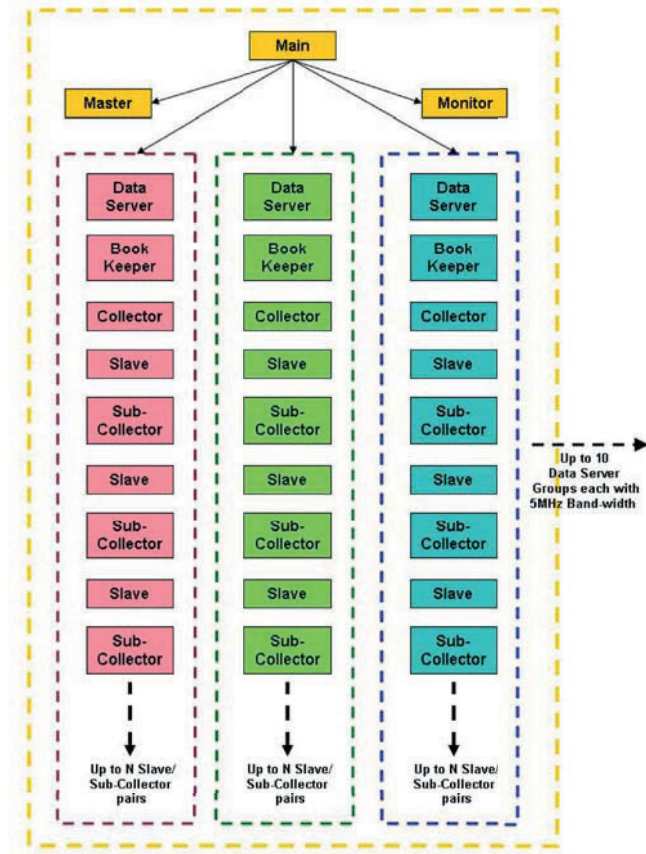 Main
Master
Monitor
Data
Server
Book
Keeper
Collector
Slave
Sub-
Collector
Slave
Sub-
Collector
Slave
Sub-
Collector
Up to N Slave/
Sub-Collector
pairs
Data
Server
Book
Keeper
Collector
Slave
Sub-
Collector
Slave
Sub-
Collector
Slave
Sub-
Collector
Up to N Slave/
Sub-Collector
pairs
Data
Server
Book
Keeper
Collector
Slave
Sub-
Collector
Slave
Sub-
Collector
Slave
Sub-
Collector
Up to N Slave/
Sub-Collector
pairs
Up to 10
Data Server
Groups each with
5MHz Band-width